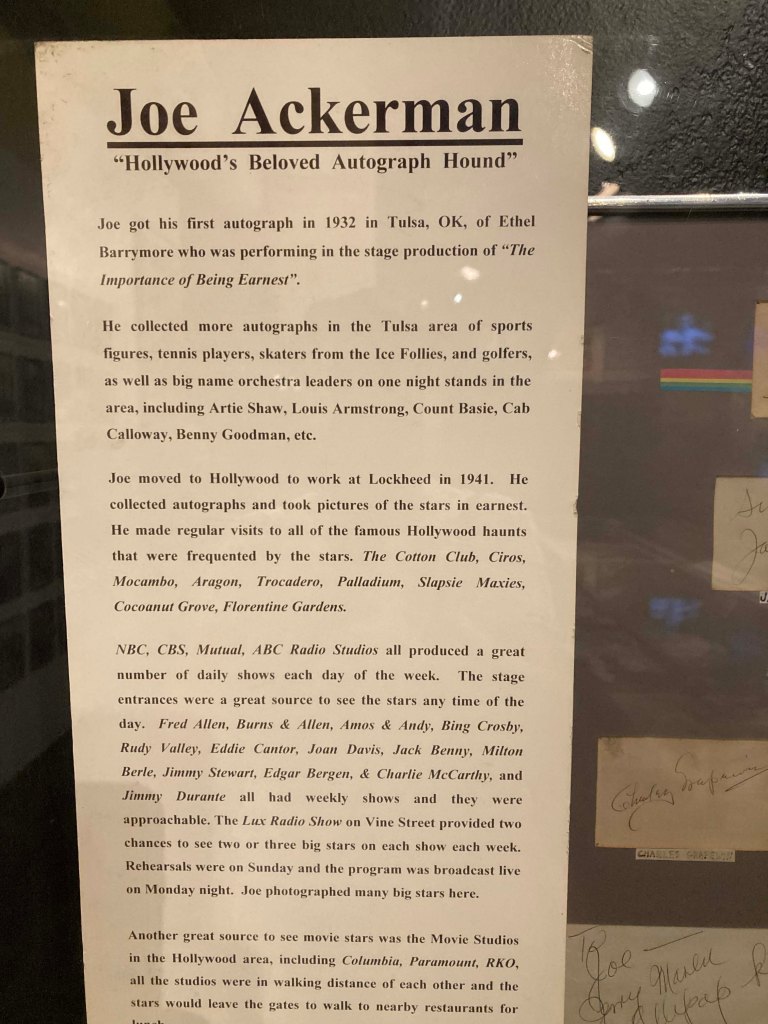 Joe Ackerman
“Hollywood’s Beloved Autograph Hound”
Joe got his first autograph in 1932 in Tulsa, OK, of Ethel
Barrymore who was performing in the stage production of “The
Importance of Being Earnest”.
He collected more autographs in the Tulsa area of sports
figures, tennis players, skaters from the Ice Follies, and golfers,
as well as big name orchestra leaders on one night stands in the
area, including Artie Shaw, Louis Armstrong, Count Basie, Cab
Calloway, Benny Goodman, etc.
Joe moved to Hollywood to work at Lockheed in 1941. He
collected autographs and took pictures of the stars in earnest.
He made regular visits to all of the famous Hollywood haunts
that were frequented by the stars. The Cotton Club, Ciros,
Mocambo, Aragon, Trocadero, Palladium, Slapsie Maxies,
Cocoanut Grove, Florentine Gardens.
NBC, CBS, Mutual, ABC Radio Studios all produced a great
number of daily shows each day of the week. The stage
entrances were a great source to see the stars any time of the
day. Fred Allen, Burns & Allen, Amos & Andy, Bing Crosby,
Rudy Valley, Eddie Cantor, Joan Davis, Jack Benny, Milton
Berle, Jimmy Stewart, Edgar Bergen, & Charlie McCarthy, and
Jimmy Durante all had weekly shows and they were
approachable. The Lux Radio Show on Vine Street provided two
chances to see two or three big stars on each show each week.
Rehearsals were on Sunday and the program was broadcast live
on Monday night. Joe photographed many big stars here.
Another great source to see movie stars was the Movie Studios
in the Hollywood area, including Columbia, Paramount, RKO,
all the studios were in walking distance of each other and the
stars would leave the gates to walk to nearby restaurants for
Charley Grapewin
CHARLES GRAPEWIN
To
Joe —
Jerry Maren